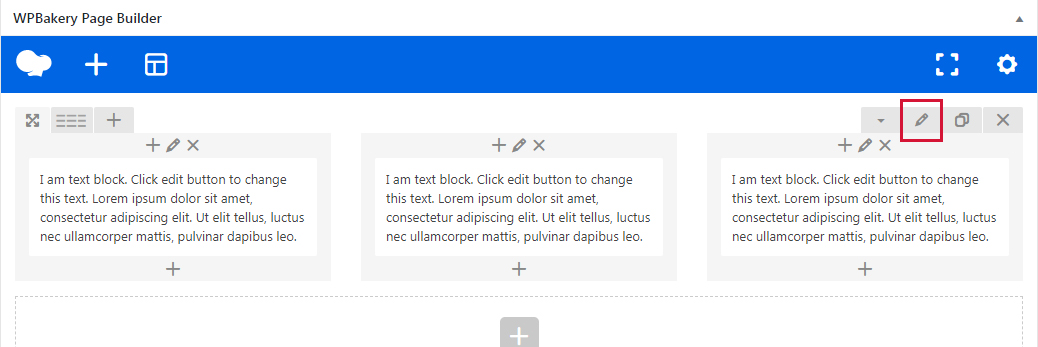 WPBakery Page Builder
I am text block. Click edit button to change
this text. Lorem ipsum dolor sit amet,
consectetur adipiscing elit. Ut elit tellus, luctus
nec ullamcorper mattis, pulvinar dapibus leo.
I am text block. Click edit button to change
this text. Lorem ipsum dolor sit amet,
consectetur adipiscing elit. Ut elit tellus, luctus
nec ullamcorper mattis, pulvinar dapibus leo.
I am text block. Click edit button to change
this text. Lorem ipsum dolor sit amet,
consectetur adipiscing elit. Ut elit tellus, luctus
nec ullamcorper mattis, pulvinar dapibus leo.